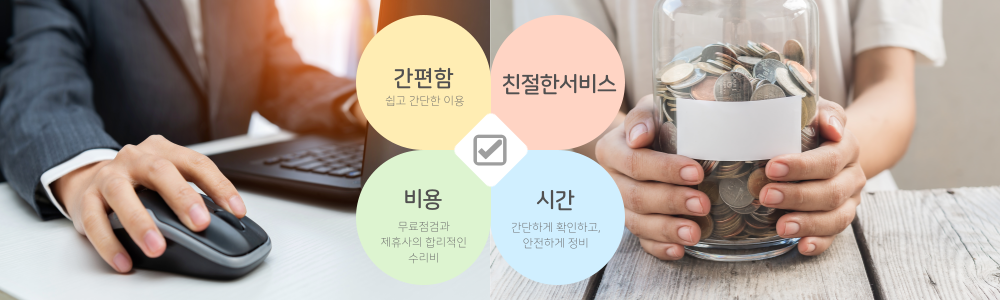 간편함
쉽고 간단한 이용
친절한서비스
비용
무료점검과
제휴사의 합리적인
수리비
시간
간단하게 확인하고,
안전하게 정비